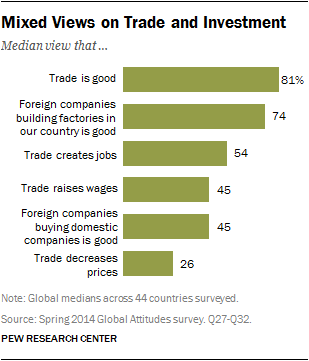 Mixed Views on Trade and Investment
Median view that ...
Trade is good
81%
Foreign companies
building factories in
our country is good
74
Trade creates jobs
54
Trade raises wages
45
Foreign companies
buying domestic
companies is good
45
Trade decreases
prices
26
Note: Global medians across 44 countries surveyed.
Source: Spring 2014 Global Attitudes survey. Q27-Q32.
PEW RESEARCH CENTER